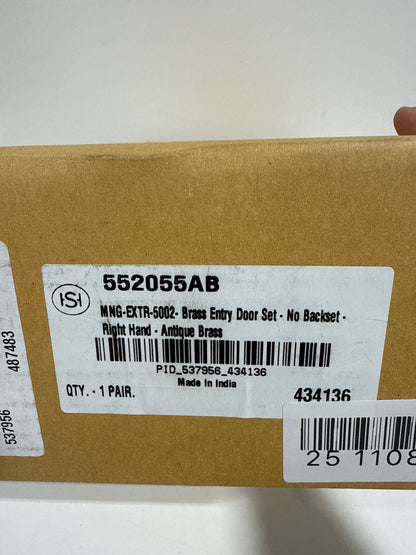 552055AB
HS
MNG-EXTR-5002- Brass Entry Door Set - No Backset -
Right Hand - Antique Brass
PID_537956_434136
Made In India
QTY. - 1 PAIR.
434136
537956
487483
25 1108